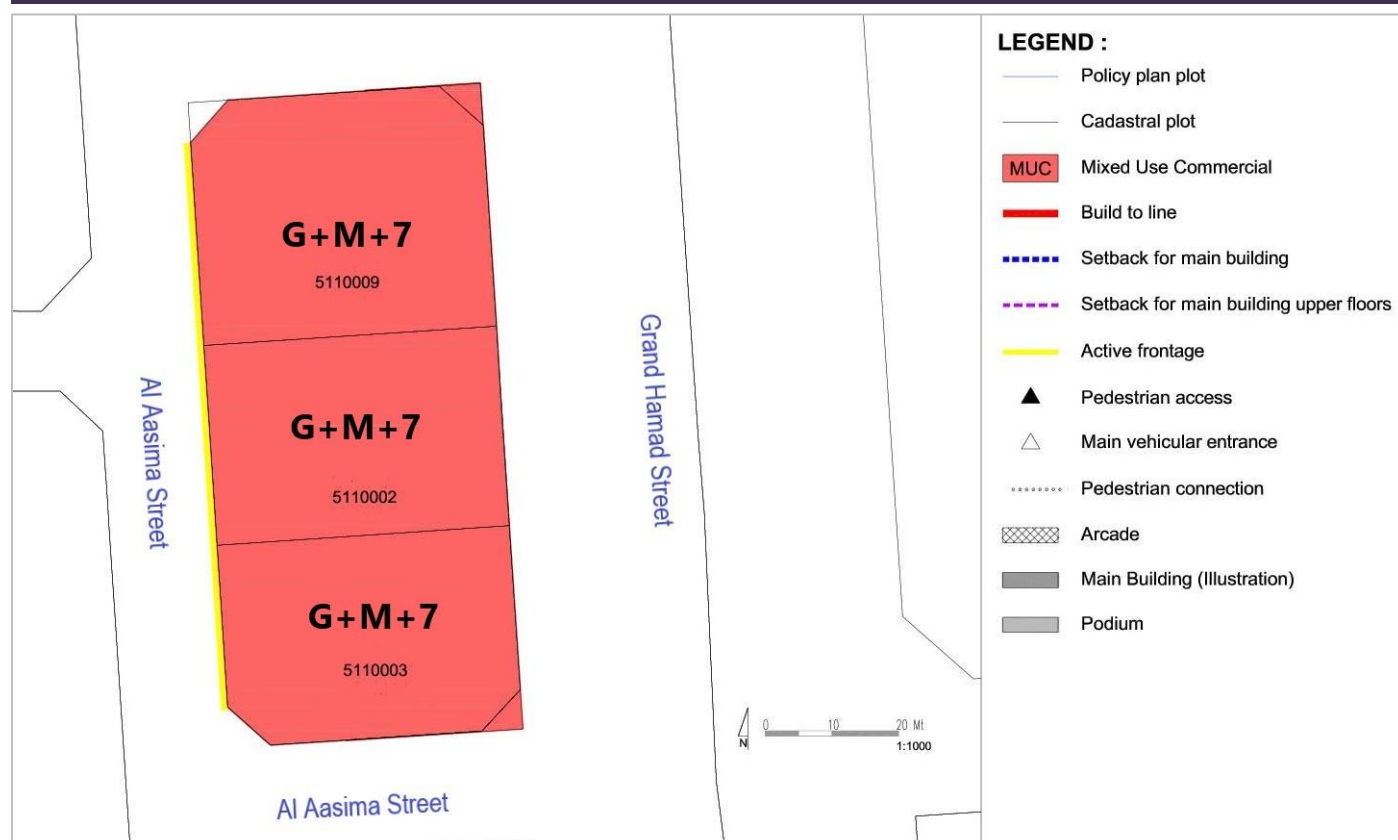 G+M+7
5110009
G+M+7
5110002
G+M+7
5110003
Al Aasima Street
Grand Hamad Street
Al Aasima Street
N
0 10 20 Mt
1:1000
LEGEND :
Policy plan plot
Cadastral plot
MUC Mixed Use Commercial
Build to line
Setback for main building
Setback for main building upper floors
Active frontage
Pedestrian access
Main vehicular entrance
Pedestrian connection
Arcade
Main Building (Illustration)
Podium